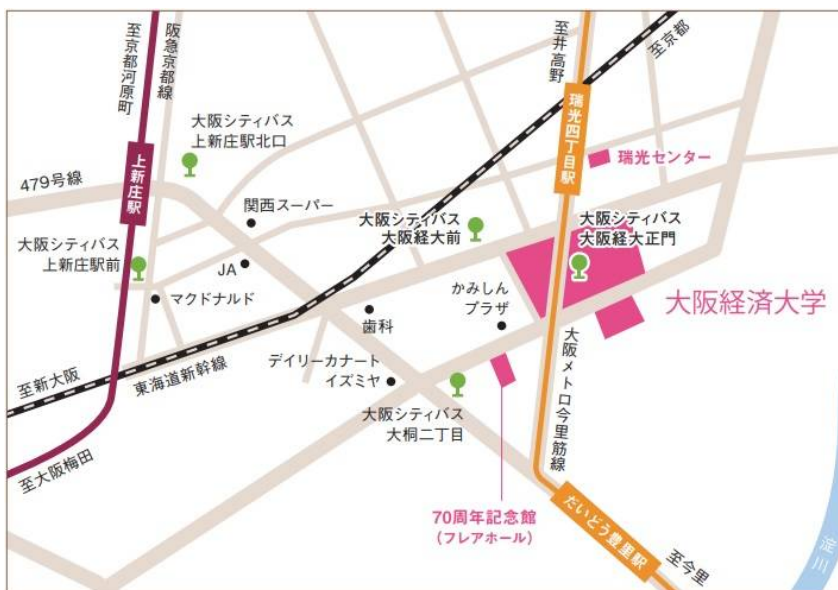 至京都河原町
阪急京都線
上新庄駅
479号線
大阪シティバス
上新庄駅北口
大阪シティバス
上新庄駅前
関西スーパー
JA
マクドナルド
至新大阪
東海道新幹線
至大阪梅田
至井高野
至京都
瑞光四丁目駅
瑞光センター
大阪シティバス
大阪経大前
大阪シティバス
大阪経大正門
かみしん
プラザ
歯科
大阪経済大学
デイリーカナート
イズミヤ
大阪シティバス
大桐二丁目
大阪メトロ今里筋線
70周年記念館
(フレアホール)
だいどう豊里駅
至今里
淀川